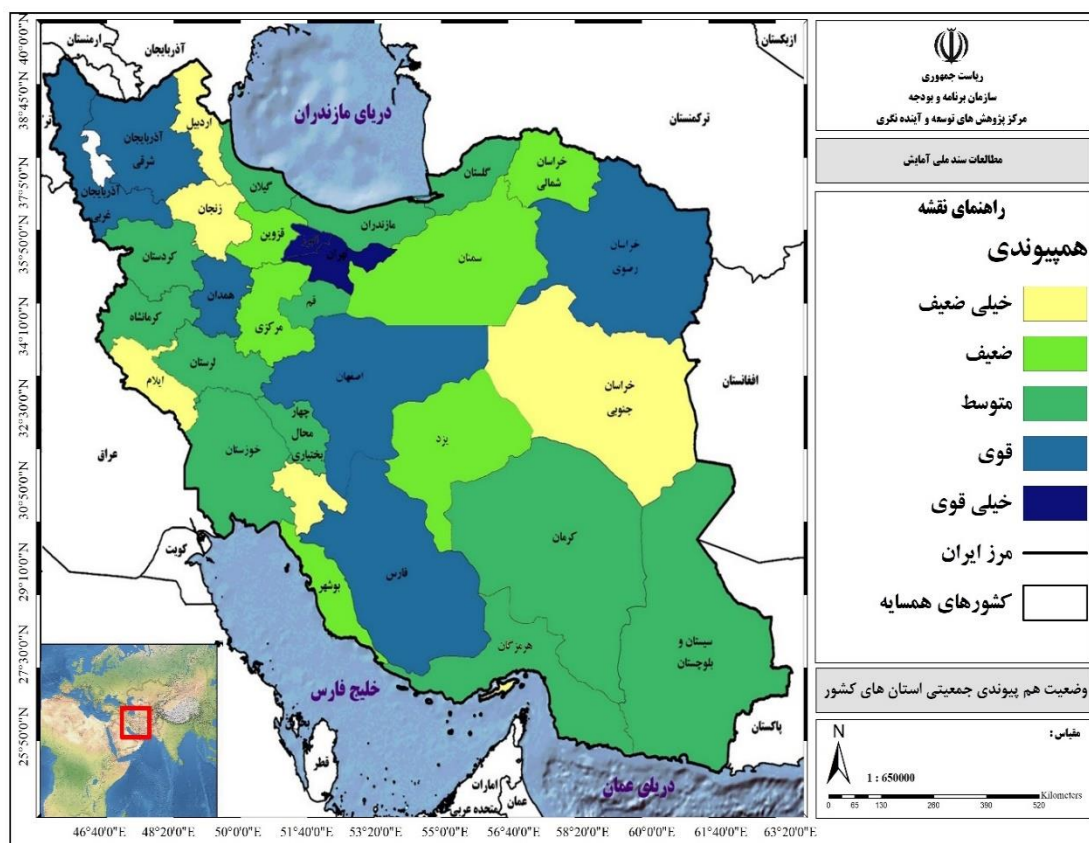 ریاست جمهوری
سازمان برنامه و بودجه
مرکز پژوهش های توسعه و آینده نگری
مطالعات سند ملی آمایش
راهنمای نقشه
همپیوندی
خیلی ضعیف
ضعیف
متوسط
قوی
خیلی قوی
مرز ایران
کشورهای همسایه
وضعیت هم پیوندی جمعیتی استان های کشور
مقیاس :
N
1 : 650000
Kilometers
0 65 130 260 390 520
40°0'0"N
38°45'0"N
37°5'0"N
35°50'0"N
34°10'0"N
32°30'0"N
30°50'0"N
29°10'0"N
27°30'0"N
25°50'0"N
46°40'0"E 48°20'0"E 50°0'0"E 51°40'0"E 53°20'0"E 55°0'0"E 56°40'0"E 58°20'0"E 60°0'0"E 61°40'0"E 63°20'0"E
ارمنستان
آذربایجان
ازبکستان
ترکمنستان
دریای مازندران
اردبیل
آذربایجان
شرقی
آذربایجان
غربی
گیلان
زنجان
قزوین
مازندران
گلستان
خراسان
شمالی
خراسان
رضوی
تهران
سمنان
کردستان
همدان
قم
مرکزی
کرمانشاه
لرستان
ایلام
اصفهان
خراسان
جنوبی
افغانستان
عراق
خوزستان
چهار
محال
بختیاری
یزد
کرمان
کویت
فارس
بوشهر
هرمزگان
سیستان و
بلوچستان
خلیج فارس
پاکستان
قطر
امارات
متحده عربی
عمان
دریای عمان